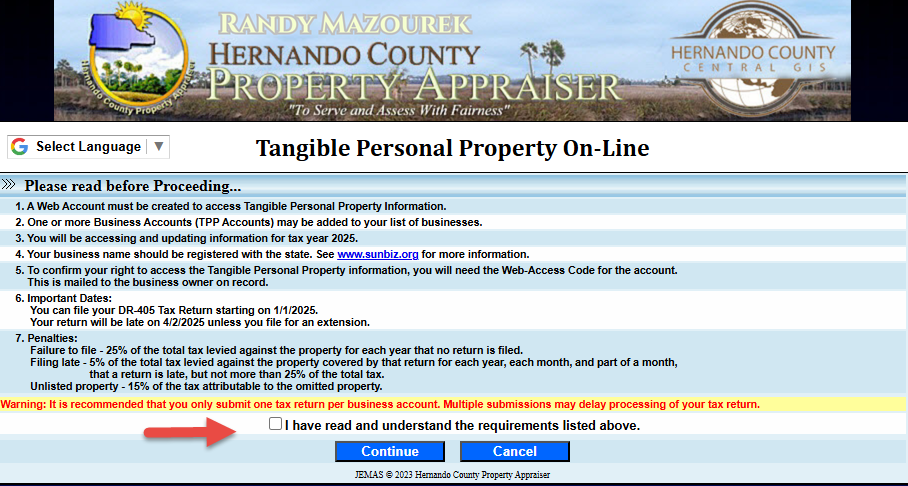 RANDY MAZOUREK
HERNANDO COUNTY
PROPERTY APPRAISER
"To Serve and Assess With Fairness"
Hernando County Property Appraiser
HERNANDO COUNTY
CENTRAL GIS
Select Language ▼
Tangible Personal Property On-Line
Please read before Proceeding...
1. A Web Account must be created to access Tangible Personal Property Information.
2. One or more Business Accounts (TPP Accounts) may be added to your list of businesses.
3. You will be accessing and updating information for tax year 2025.
4. Your business name should be registered with the state. See www.sunbiz.org for more information.
5. To confirm your right to access the Tangible Personal Property information, you will need the Web-Access Code for the account.
This is mailed to the business owner on record.
6. Important Dates:
You can file your DR-405 Tax Return starting on 1/1/2025.
Your return will be late on 4/2/2025 unless you file for an extension.
7. Penalties:
Failure to file - 25% of the total tax levied against the property for each year that no return is filed.
Filing late - 5% of the total tax levied against the property covered by that return for each year, each month, and part of a month,
that a return is late, but not more than 25% of the total tax.
Unlisted property - 15% of the tax attributable to the omitted property.
Warning: It is recommended that you only submit one tax return per business account. Multiple submissions may delay processing of your tax return.
I have read and understand the requirements listed above.
Continue Cancel
JEMAS © 2023 Hernando County Property Appraiser